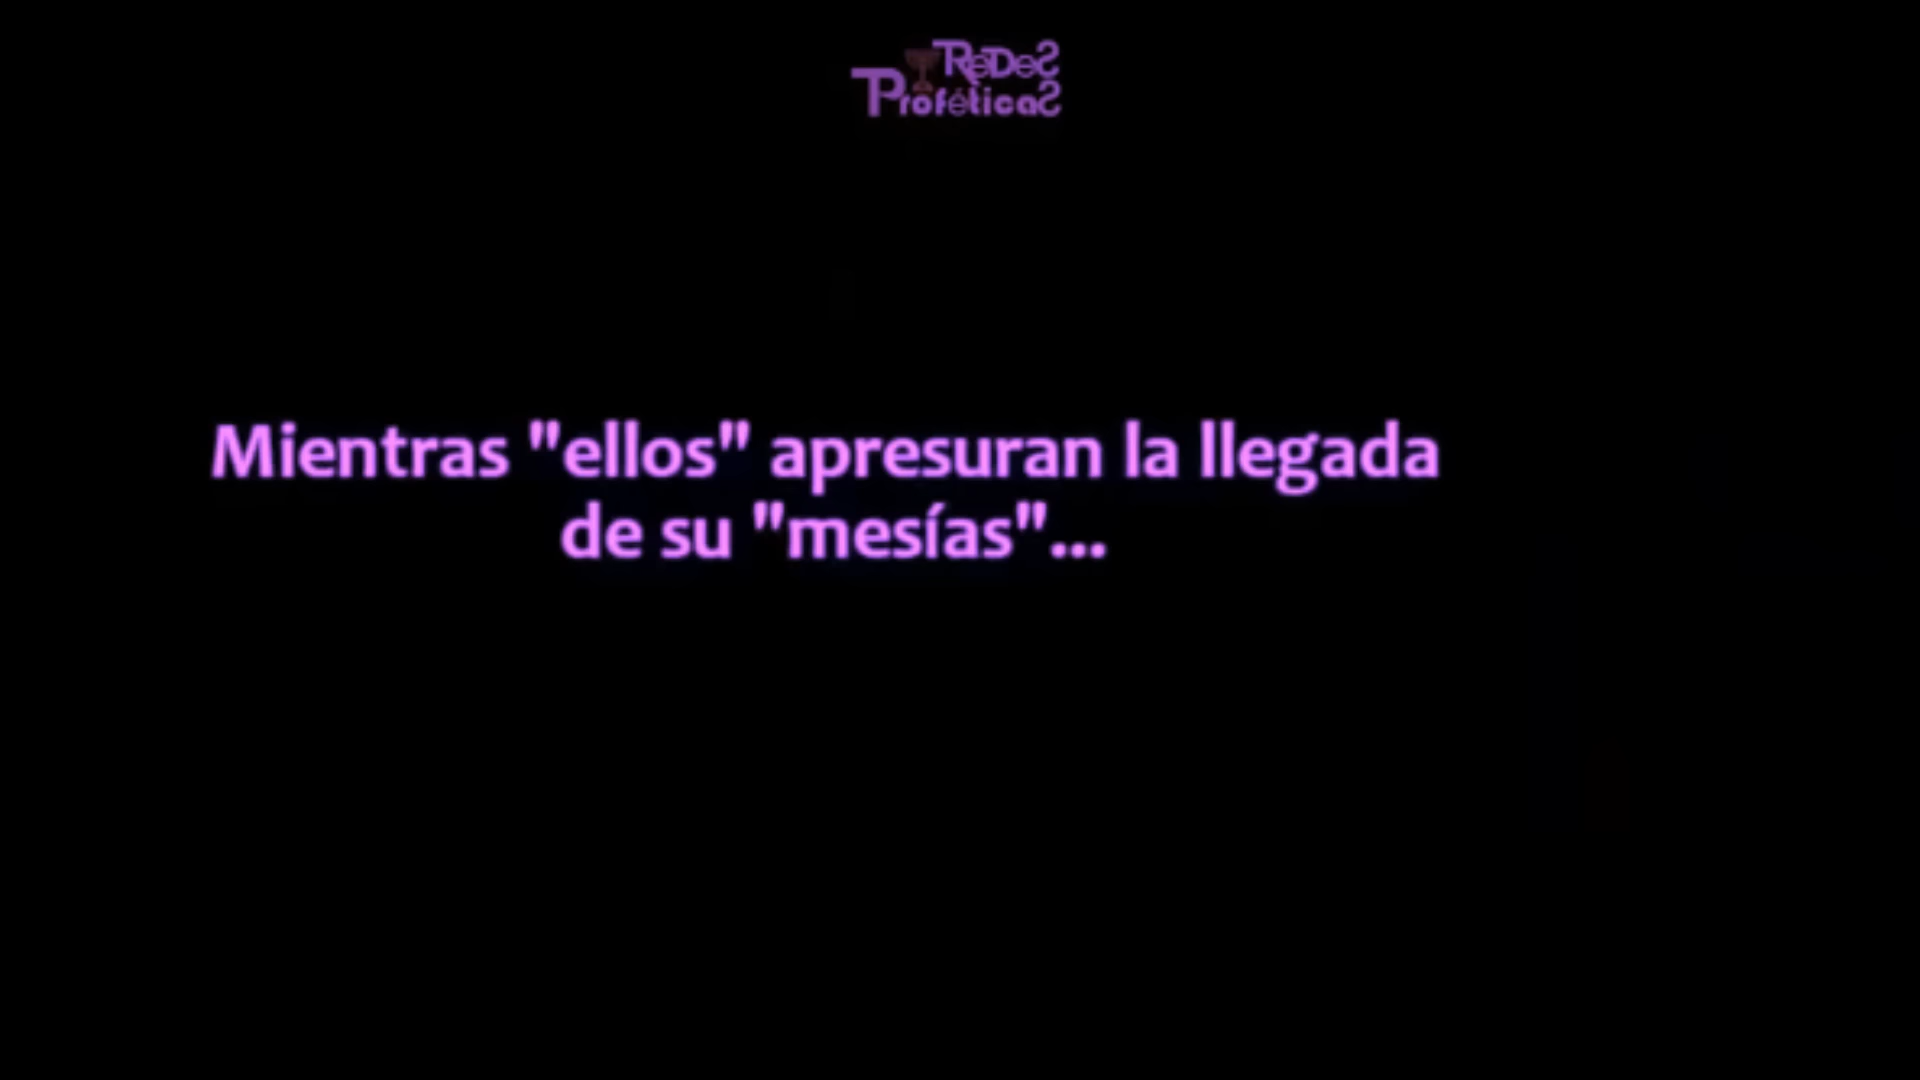 ReDeS
ProféticaS
Mientras "ellos" apresuran la llegada
de su "mesías"...